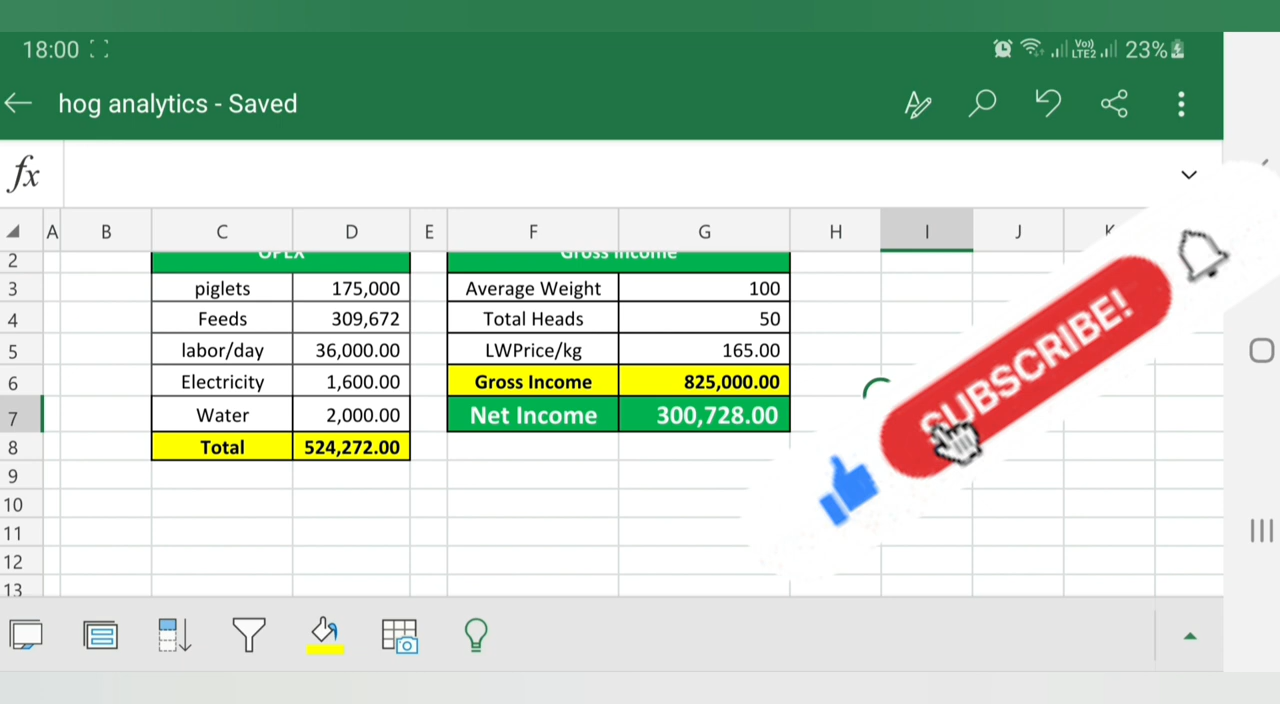 18:00 Vo)) LTE2 23%
hog analytics - Saved
fx
A B C D E F G H I J K
2 OPEX Gross Income
3 piglets 175,000 Average Weight 100
4 Feeds 309,672 Total Heads 50
5 labor/day 36,000.00 LWPrice/kg 165.00
6 Electricity 1,600.00 Gross Income 825,000.00
7 Water 2,000.00 Net Income 300,728.00
8 Total 524,272.00
9
10
11
12
13
SUBSCRIBE!